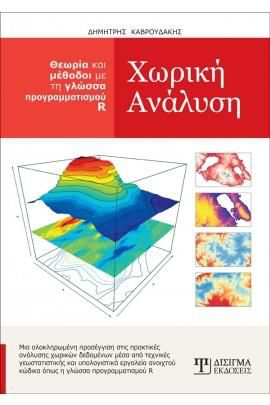 ΔΗΜΗΤΡΗΣ ΚΑΒΡΟΥΔΑΚΗΣ
Θεωρία και
μέθοδοι με
τη γλώσσα
προγραμματισμού
R
Χωρική
Ανάλυση
Μια ολοκληρωμένη προσέγγιση στις πρακτικές
ανάλυσης χωρικών δεδομένων μέσα από τεχνικές
γεωστατιστικής και υπολογιστικά εργαλεία ανοιχτού
κώδικα όπως η γλώσσα προγραμματισμού R
ΔΙΣΙΓΜΑ
ΕΚΔΟΣΕΙΣ